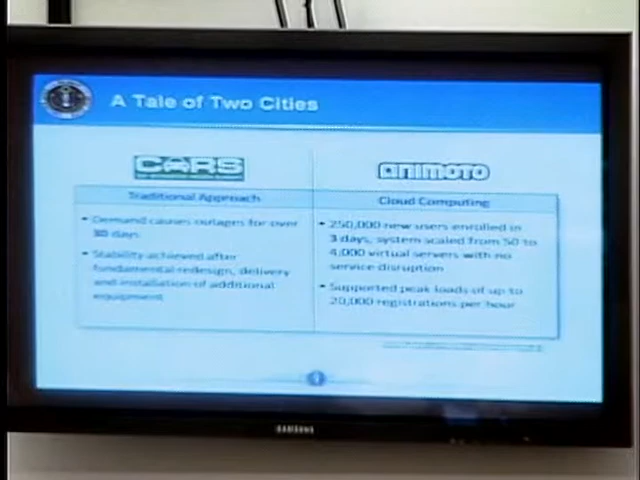 A Tale of Two Cities
CARS
ANIMOTO
Traditional Approach
Cloud Computing
• Demand causes outages for over
30 days
• Stability achieved after
fundamental redesign, delivery
and installation of additional
equipment
• 250,000 new users enrolled in
3 days, system scaled from 50 to
4,000 virtual servers with no
service disruption
• Supported peak loads of up to
20,000 registrations per hour
SAMSUNG